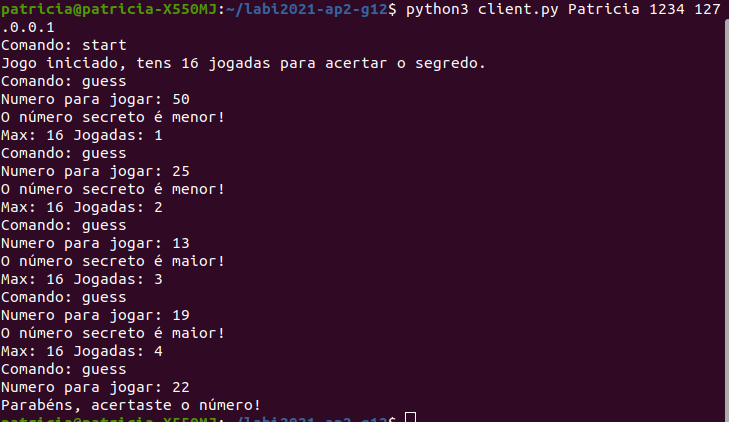 patricia@patricia-X550MJ:~/labi2021-ap2-g12$ python3 client.py Patricia 1234 127
.0.0.1
Comando: start
Jogo iniciado, tens 16 jogadas para acertar o segredo.
Comando: guess
Numero para jogar: 50
O número secreto é menor!
Max: 16 Jogadas: 1
Comando: guess
Numero para jogar: 25
O número secreto é menor!
Max: 16 Jogadas: 2
Comando: guess
Numero para jogar: 13
O número secreto é maior!
Max: 16 Jogadas: 3
Comando: guess
Numero para jogar: 19
O número secreto é maior!
Max: 16 Jogadas: 4
Comando: guess
Numero para jogar: 22
Parabéns, acertaste o número!
patricia@patricia-X550MJ:~/labi2021-ap2-g12$